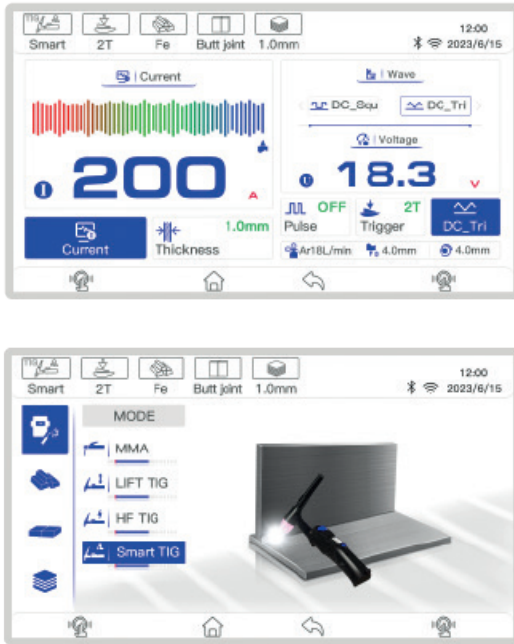 TIG
12:00
Smart 2T Fe Butt joint 1.0mm 2023/6/15
Current
Wave
DC_Squ DC_Tri
Voltage
200 A
18.3 V
OFF 2T
1.0mm Pulse Trigger DC_Tri
Current Thickness
Ar18L/min 4.0mm 4.0mm
TIG
12:00
Smart 2T Fe Butt joint 1.0mm 2023/6/15
MODE
MMA
LIFT TIG
HF TIG
Smart TIG